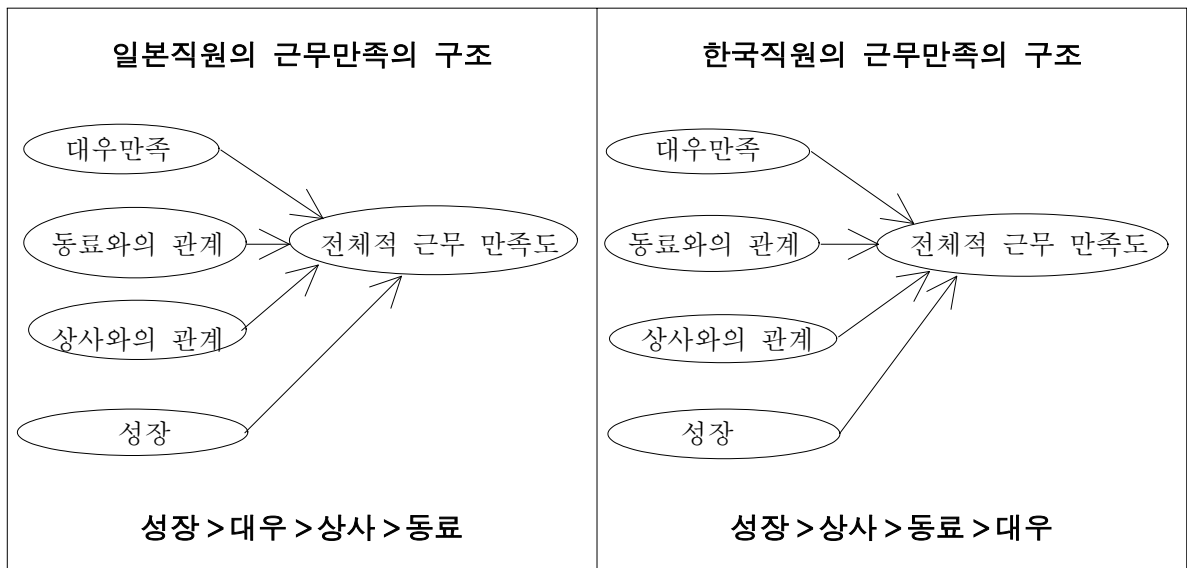 일본직원의 근무만족의 구조
대우만족
동료와의 관계
전체적 근무 만족도
상사와의 관계
성장
성장>대우>상사>동료
한국직원의 근무만족의 구조
대우만족
동료와의 관계
전체적 근무 만족도
상사와의 관계
성장
성장>상사>동료>대우